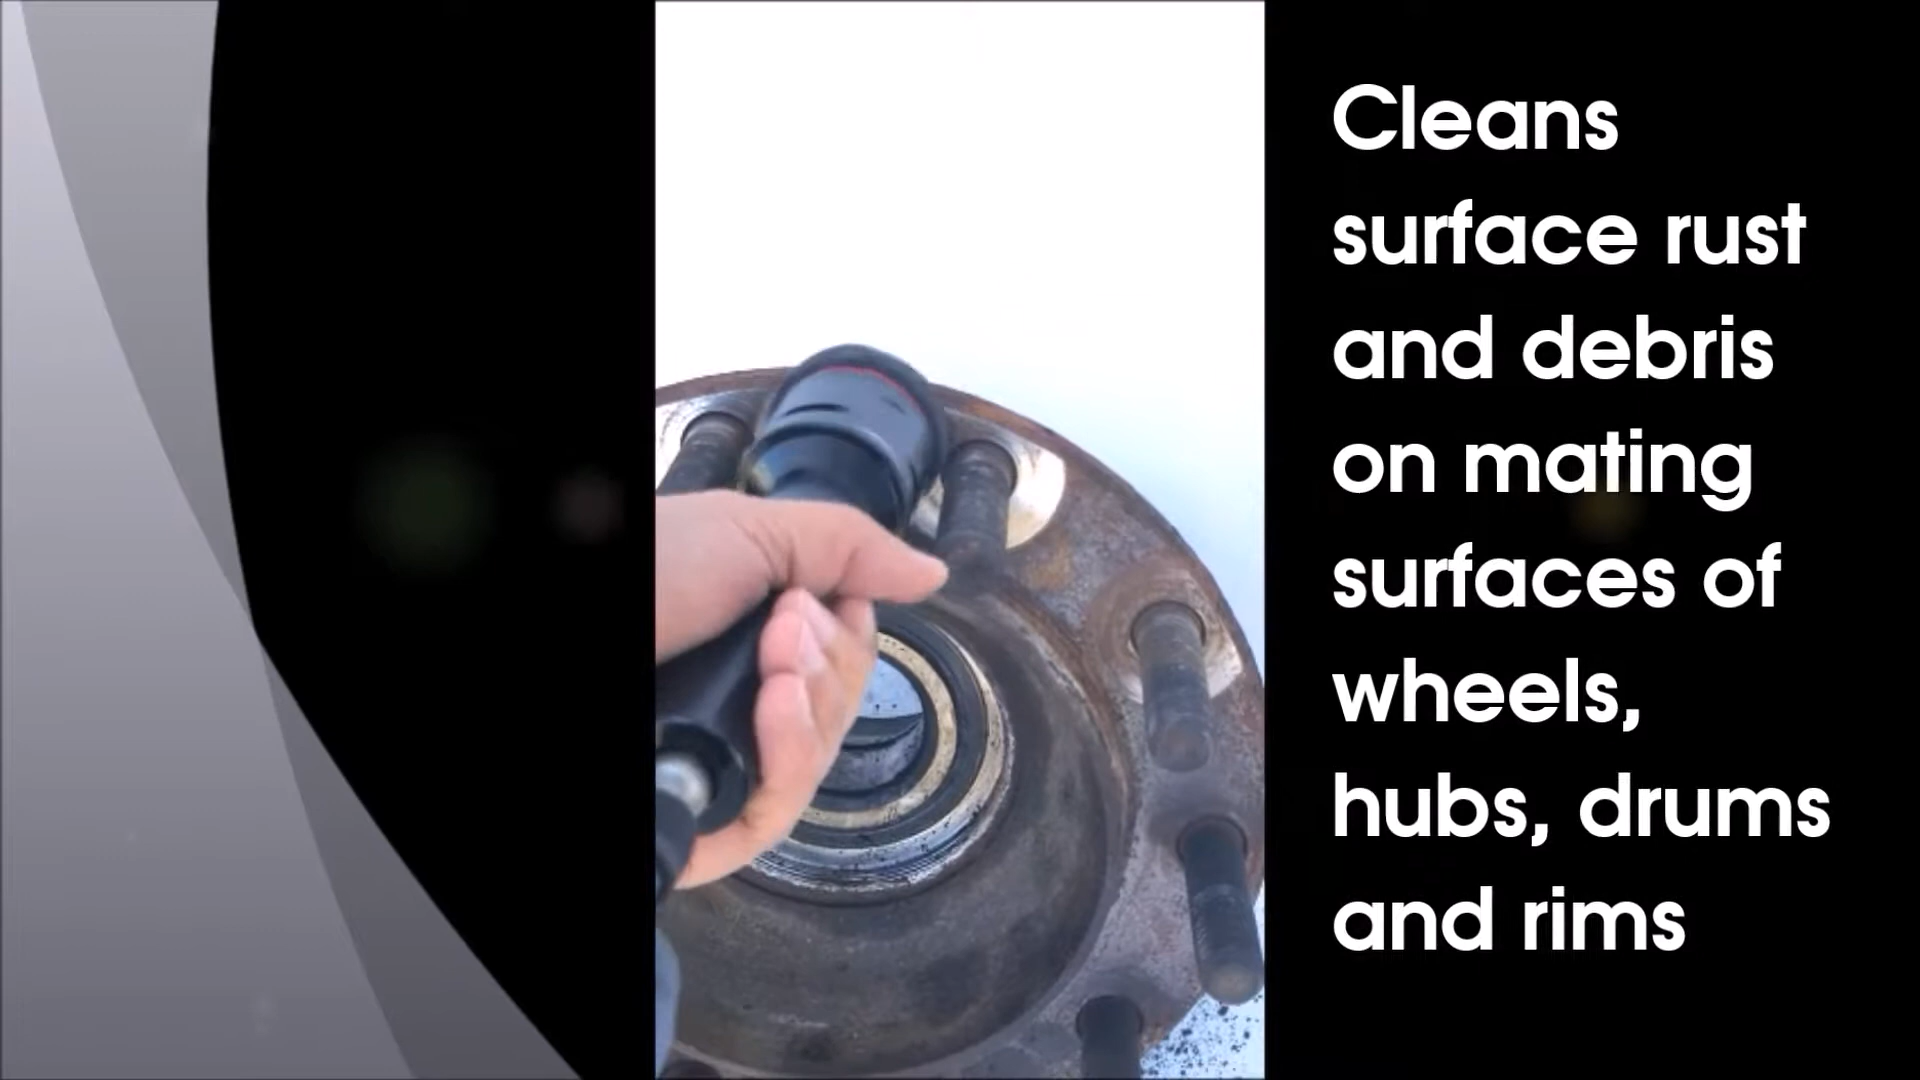 Cleans
surface rust
and debris
on mating
surfaces of
wheels,
hubs, drums
and rims